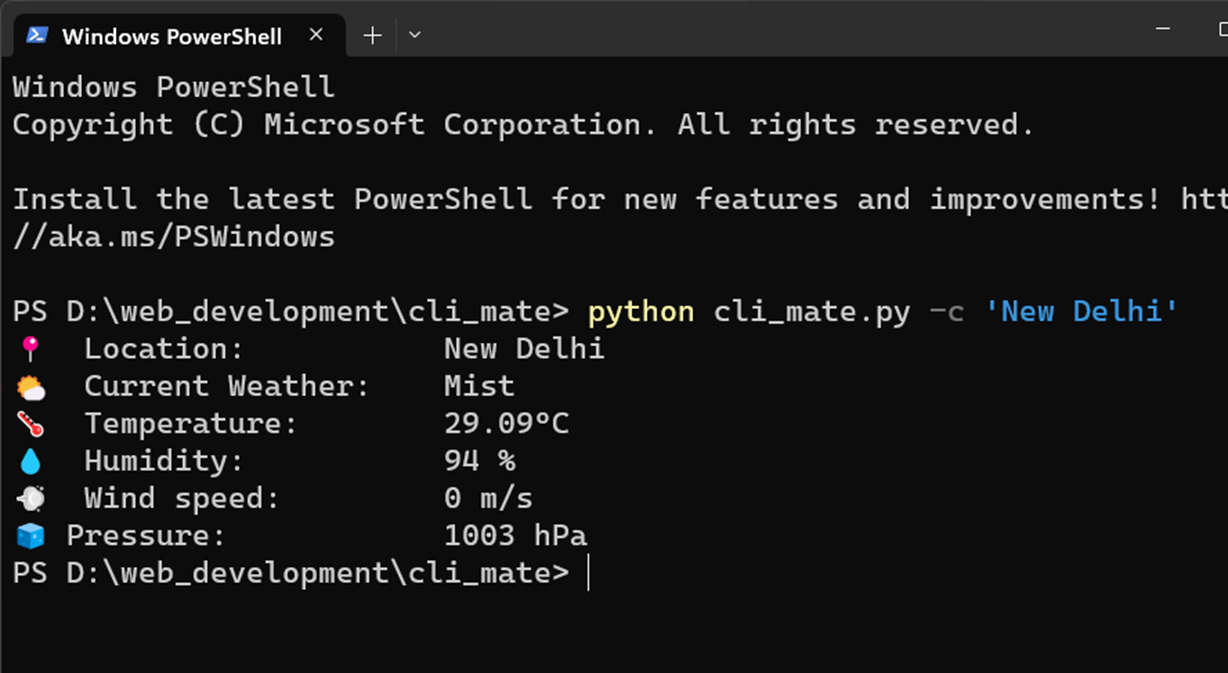 Windows PowerShell
Windows PowerShell
Copyright (C) Microsoft Corporation. All rights reserved.
Install the latest PowerShell for new features and improvements! htt
//aka.ms/PSWindows
PS D:\web_development\cli_mate> python cli_mate.py -c 'New Delhi'
Location: New Delhi
Current Weather: Mist
Temperature: 29.09°C
Humidity: 94 %
Wind speed: 0 m/s
Pressure: 1003 hPa
PS D:\web_development\cli_mate>